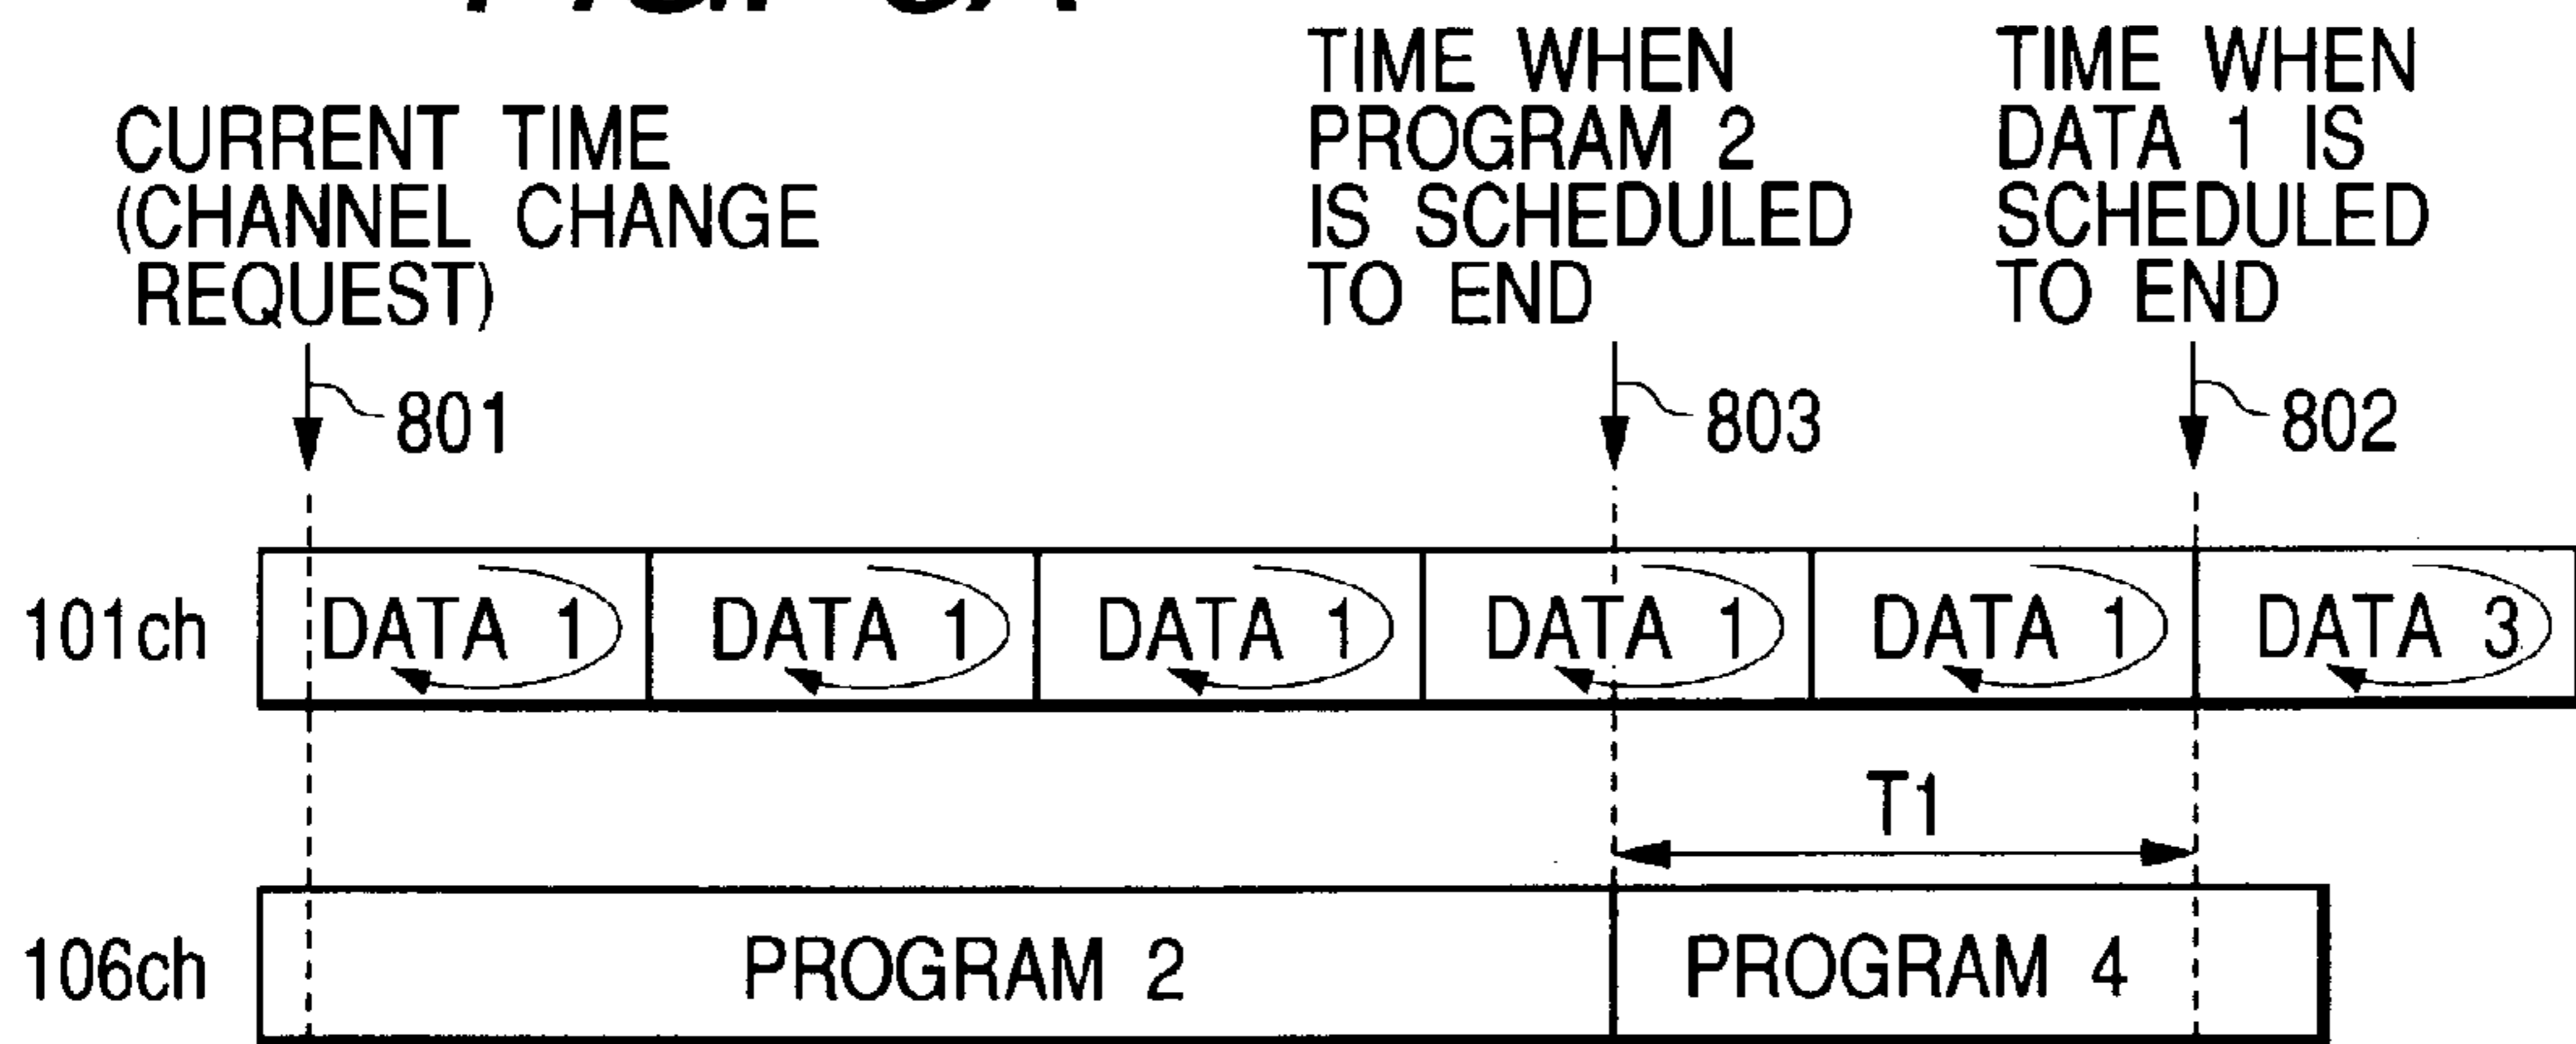 CURRENT TIME
(CHANNEL CHANGE
REQUEST)
801
TIME WHEN
PROGRAM 2
IS SCHEDULED
TO END
803
TIME WHEN
DATA 1 IS
SCHEDULED
TO END
802
101ch
DATA 1
DATA 1
DATA 1
DATA 1
DATA 1
DATA 3
T1
106ch
PROGRAM 2
PROGRAM 4